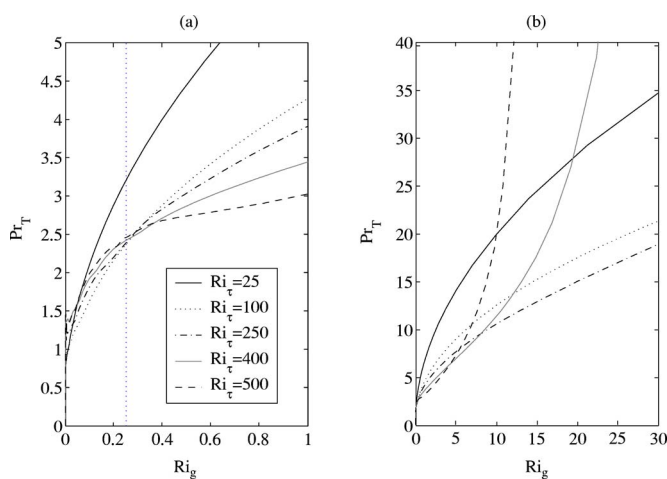 (a)
5
4.5
4
3.5
3
2.5
2
1.5
1
0.5
0
Pr_T
0 0.2 0.4 0.6 0.8 1
Ri_g
Ri_τ=25
Ri_τ=100
Ri_τ=250
Ri_τ=400
Ri_τ=500
(b)
40
35
30
25
20
15
10
5
0
Pr_T
0 5 10 15 20 25 30
Ri_g